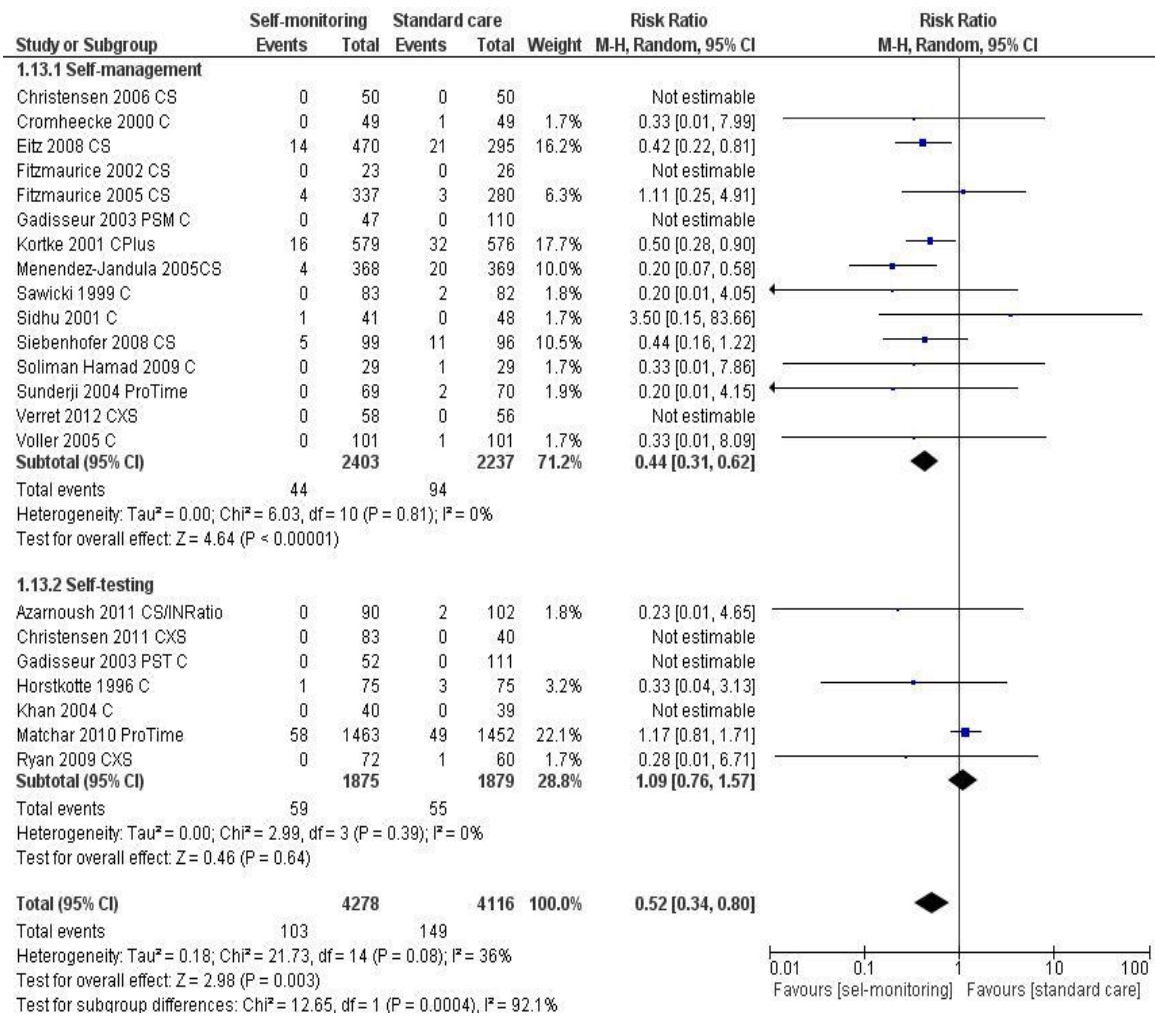 Self-monitoring Standard care Risk Ratio Risk Ratio
Study or Subgroup Events Total Events Total Weight M-H, Random, 95% CI M-H, Random, 95% CI
1.13.1 Self-management
Christensen 2006 CS 0 50 0 50 Not estimable
Cromheecke 2000 C 0 49 1 49 1.7% 0.33 [0.01, 7.99]
Eitz 2008 CS 14 470 21 295 16.2% 0.42 [0.22, 0.81]
Fitzmaurice 2002 CS 0 23 0 26 Not estimable
Fitzmaurice 2005 CS 4 337 3 280 6.3% 1.11 [0.25, 4.91]
Gadisseur 2003 PSM C 0 47 0 110 Not estimable
Kortke 2001 CPlus 16 579 32 576 17.7% 0.50 [0.28, 0.90]
Menendez-Jandula 2005CS 4 368 20 369 10.0% 0.20 [0.07, 0.58]
Sawicki 1999 C 0 83 2 82 1.8% 0.20 [0.01, 4.05]
Sidhu 2001 C 1 41 0 48 1.7% 3.50 [0.15, 83.66]
Siebenhofer 2008 CS 5 99 11 96 10.5% 0.44 [0.16, 1.22]
Soliman Hamad 2009 C 0 29 1 29 1.7% 0.33 [0.01, 7.86]
Sunderji 2004 ProTime 0 69 2 70 1.9% 0.20 [0.01, 4.15]
Verret 2012 CXS 0 58 0 56 Not estimable
Voller 2005 C 0 101 1 101 1.7% 0.33 [0.01, 8.09]
Subtotal (95% CI) 2403 2237 71.2% 0.44 [0.31, 0.62]
Total events 44 94
Heterogeneity: Tau² = 0.00; Chi² = 6.03, df = 10 (P = 0.81); I² = 0%
Test for overall effect: Z = 4.64 (P < 0.00001)
1.13.2 Self-testing
Azarnoush 2011 CS/INRatio 0 90 2 102 1.8% 0.23 [0.01, 4.65]
Christensen 2011 CXS 0 83 0 40 Not estimable
Gadisseur 2003 PST C 0 52 0 111 Not estimable
Horstkotte 1996 C 1 75 3 75 3.2% 0.33 [0.04, 3.13]
Khan 2004 C 0 40 0 39 Not estimable
Matchar 2010 ProTime 58 1463 49 1452 22.1% 1.17 [0.81, 1.71]
Ryan 2009 CXS 0 72 1 60 1.7% 0.28 [0.01, 6.71]
Subtotal (95% CI) 1875 1879 28.8% 1.09 [0.76, 1.57]
Total events 59 55
Heterogeneity: Tau² = 0.00; Chi² = 2.99, df = 3 (P = 0.39); I² = 0%
Test for overall effect: Z = 0.46 (P = 0.64)
Total (95% CI) 4278 4116 100.0% 0.52 [0.34, 0.80]
Total events 103 149
Heterogeneity: Tau² = 0.18; Chi² = 21.73, df = 14 (P = 0.08); I² = 36%
Test for overall effect: Z = 2.98 (P = 0.003)
Test for subgroup differences: Chi² = 12.65, df = 1 (P = 0.0004), I² = 92.1%
0.01 0.1 1 10 100
Favours [sel-monitoring] Favours [standard care]